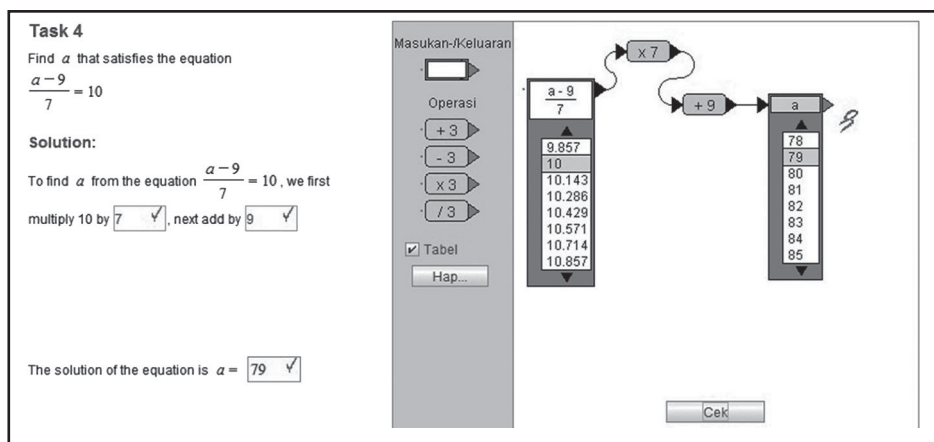 Task 4
Find a that satisfies the equation
(a − 9)/7 = 10
Solution:
To find a from the equation (a − 9)/7 = 10 , we first
multiply 10 by 7 ✓, next add by 9 ✓
The solution of the equation is a = 79 ✓
Masukan-/Keluaran
Operasi
+ 3
- 3
x 3
/ 3
✓ Tabel
Hap...
x 7
+ 9
a - 9
7
9.857
10
10.143
10.286
10.429
10.571
10.714
10.857
a
78
79
80
81
82
83
84
85
Cek